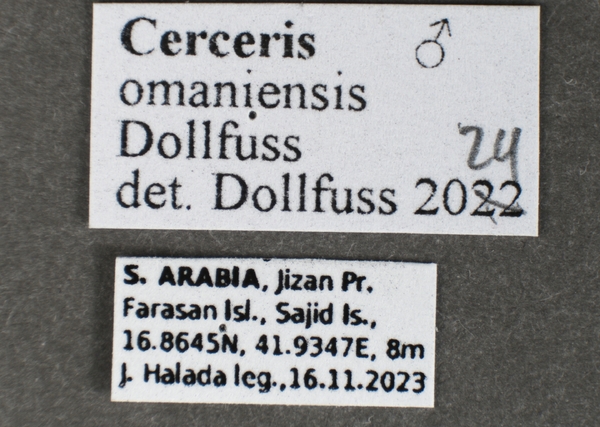 Cerceris ♂
omaniensis
Dollfuss
24
det. Dollfuss 2022
S. ARABIA, Jizan Pr.
Farasan Isl., Sajid Is.,
16.8645N, 41.9347E, 8m
J. Halada leg.,16.11.2023